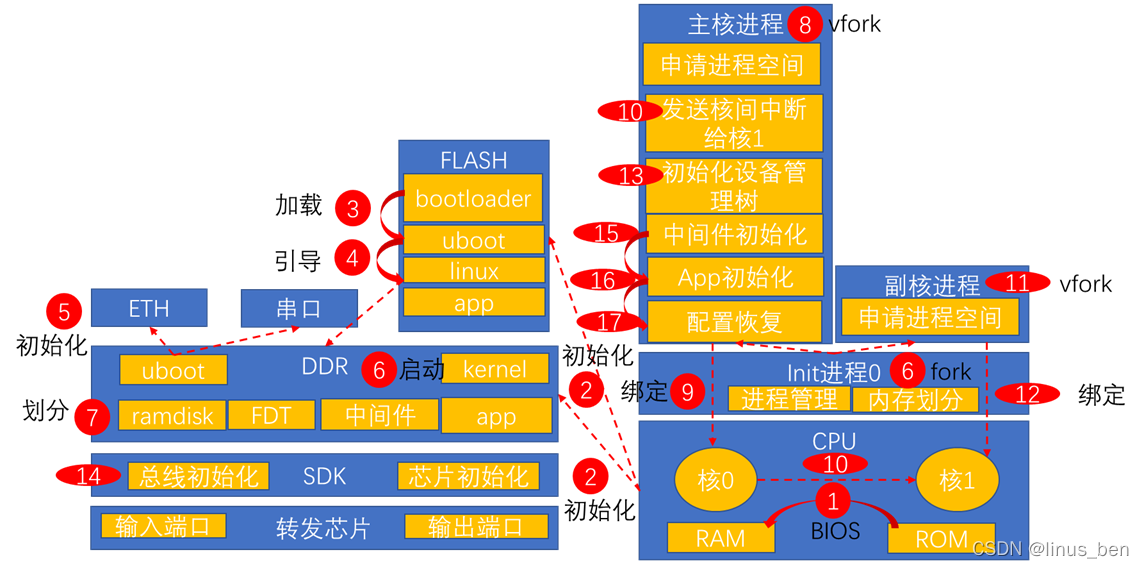 主核进程
8
vfork
申请进程空间
10
发送核间中断
给核1
13
初始化设备管
理树
15
中间件初始化
16
App初始化
17
配置恢复
FLASH
bootloader
加载
3
uboot
引导
4
linux
app
副核进程
11
vfork
申请进程空间
5
初始化
ETH
串口
uboot
DDR
6
启动
kernel
初始化
2
划分
7
ramdisk
FDT
中间件
app
绑定
9
Init进程0
6
fork
进程管理
内存划分
12
绑定
14
总线初始化
SDK
芯片初始化
2
初始化
输入端口
转发芯片
输出端口
CPU
10
核0
核1
1
BIOS
RAM
ROM
CSDN @linus_ben